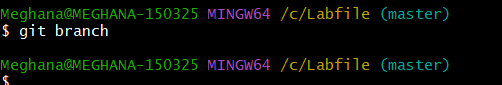 Meghana@MEGHANA-150325 MINGW64 /c/Labfile (master)
$ git branch
Meghana@MEGHANA-150325 MINGW64 /c/Labfile (master)
$